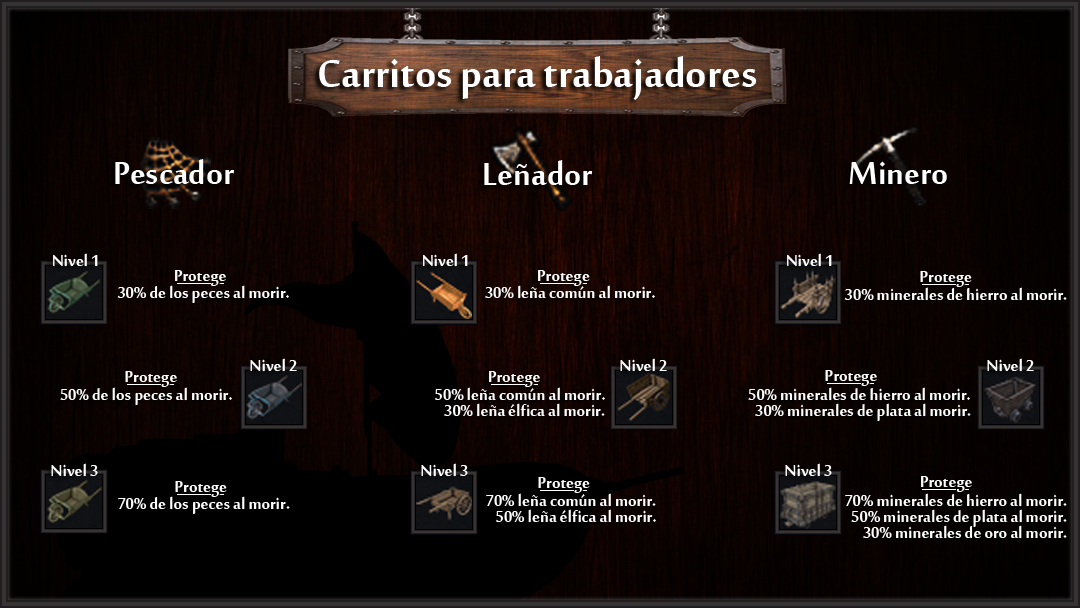 Carritos para trabajadores
Pescador
Nivel 1
Protege
30% de los peces al morir.
Nivel 2
Protege
50% de los peces al morir.
Nivel 3
Protege
70% de los peces al morir.
Leñador
Nivel 1
Protege
30% leña común al morir.
Nivel 2
Protege
50% leña común al morir.
30% leña élfica al morir.
Nivel 3
Protege
70% leña común al morir.
50% leña élfica al morir.
Minero
Nivel 1
Protege
30% minerales de hierro al morir.
Nivel 2
Protege
50% minerales de hierro al morir.
30% minerales de plata al morir.
Nivel 3
Protege
70% minerales de hierro al morir.
50% minerales de plata al morir.
30% minerales de oro al morir.